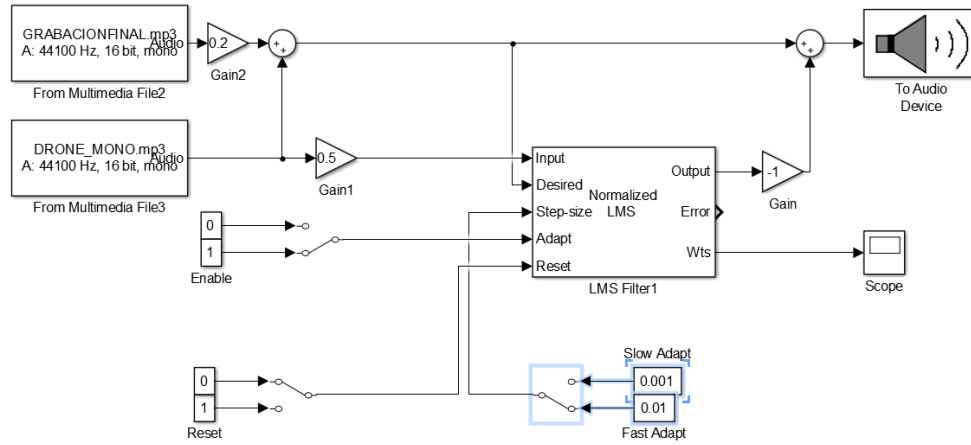 GRABACIONFINAL.mp3
A: 44100 Hz, 16 bit, mono
Audio
From Multimedia File2
0.2
Gain2
+
+
+
+
To Audio
Device
DRONE_MONO.mp3
A: 44100 Hz, 16 bit, mono
Audio
From Multimedia File3
0.5
Gain1
Input
Desired
Step-size
Adapt
Reset
Normalized
LMS
Output
Error
Wts
LMS Filter1
-1
Gain
Scope
0
1
Enable
0
1
Reset
Slow Adapt
0.001
0.01
Fast Adapt